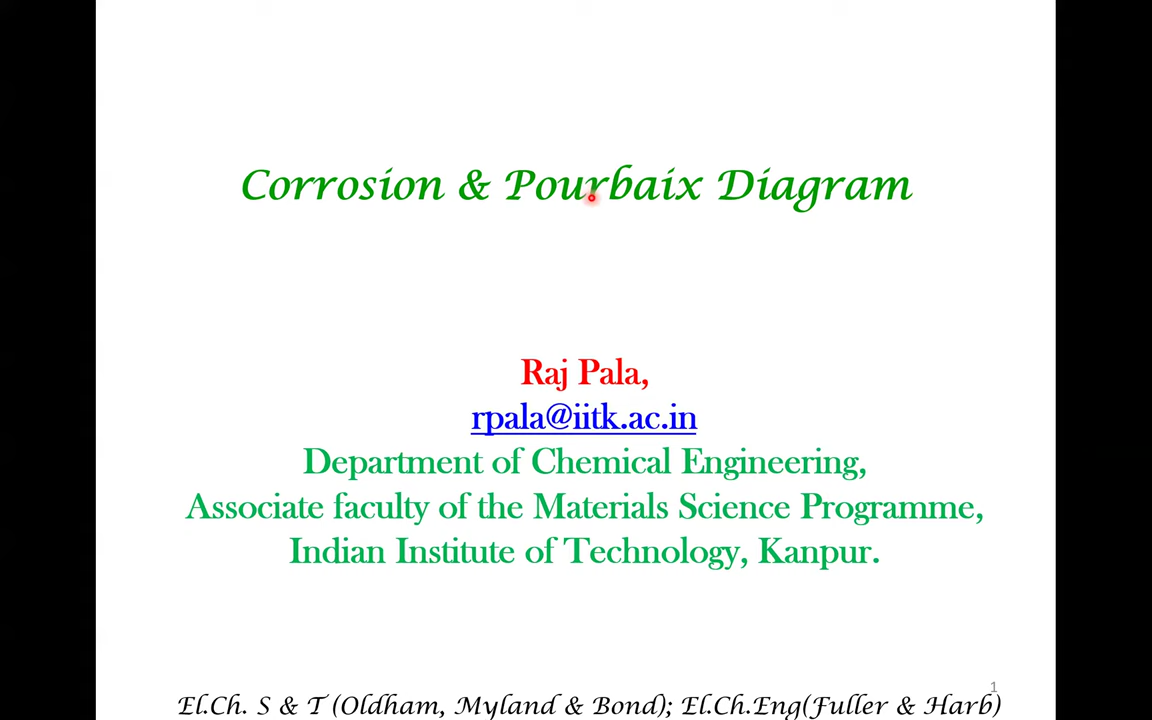 Corrosion & Pourbaix Diagram
Raj Pala,
rpala@iitk.ac.in
Department of Chemical Engineering,
Associate faculty of the Materials Science Programme,
Indian Institute of Technology, Kanpur.
1
El.Ch. S & T (Oldham, Myland & Bond); El.Ch.Eng(Fuller & Harb)